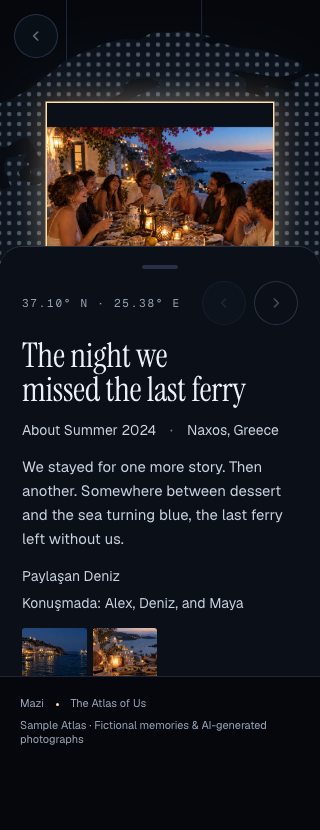 37.10° N · 25.38° E
The night we
missed the last ferry
About Summer 2024 · Naxos, Greece
We stayed for one more story. Then
another. Somewhere between dessert
and the sea turning blue, the last ferry
left without us.
Paylaşan Deniz
Konuşmada: Alex, Deniz, and Maya
Mazi • The Atlas of Us
Sample Atlas · Fictional memories & AI-generated
photographs